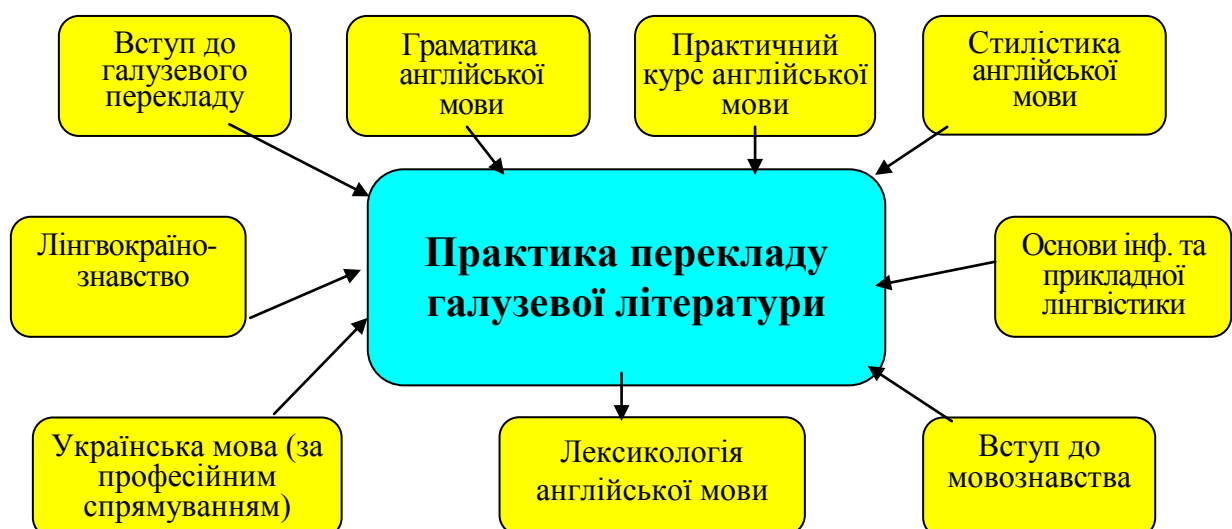 Вступ до
галузевого
перекладу
Граматика
англійської
мови
Практичний
курс англійської
мови
Стилістика
англійської
мови
Лінгвокраїно-
знавство
Практика перекладу
галузевої літератури
Основи інф. та
прикладної
лінгвістики
Українська мова (за
професійним
спрямуванням)
Лексикологія
англійської мови
Вступ до
мовознавства